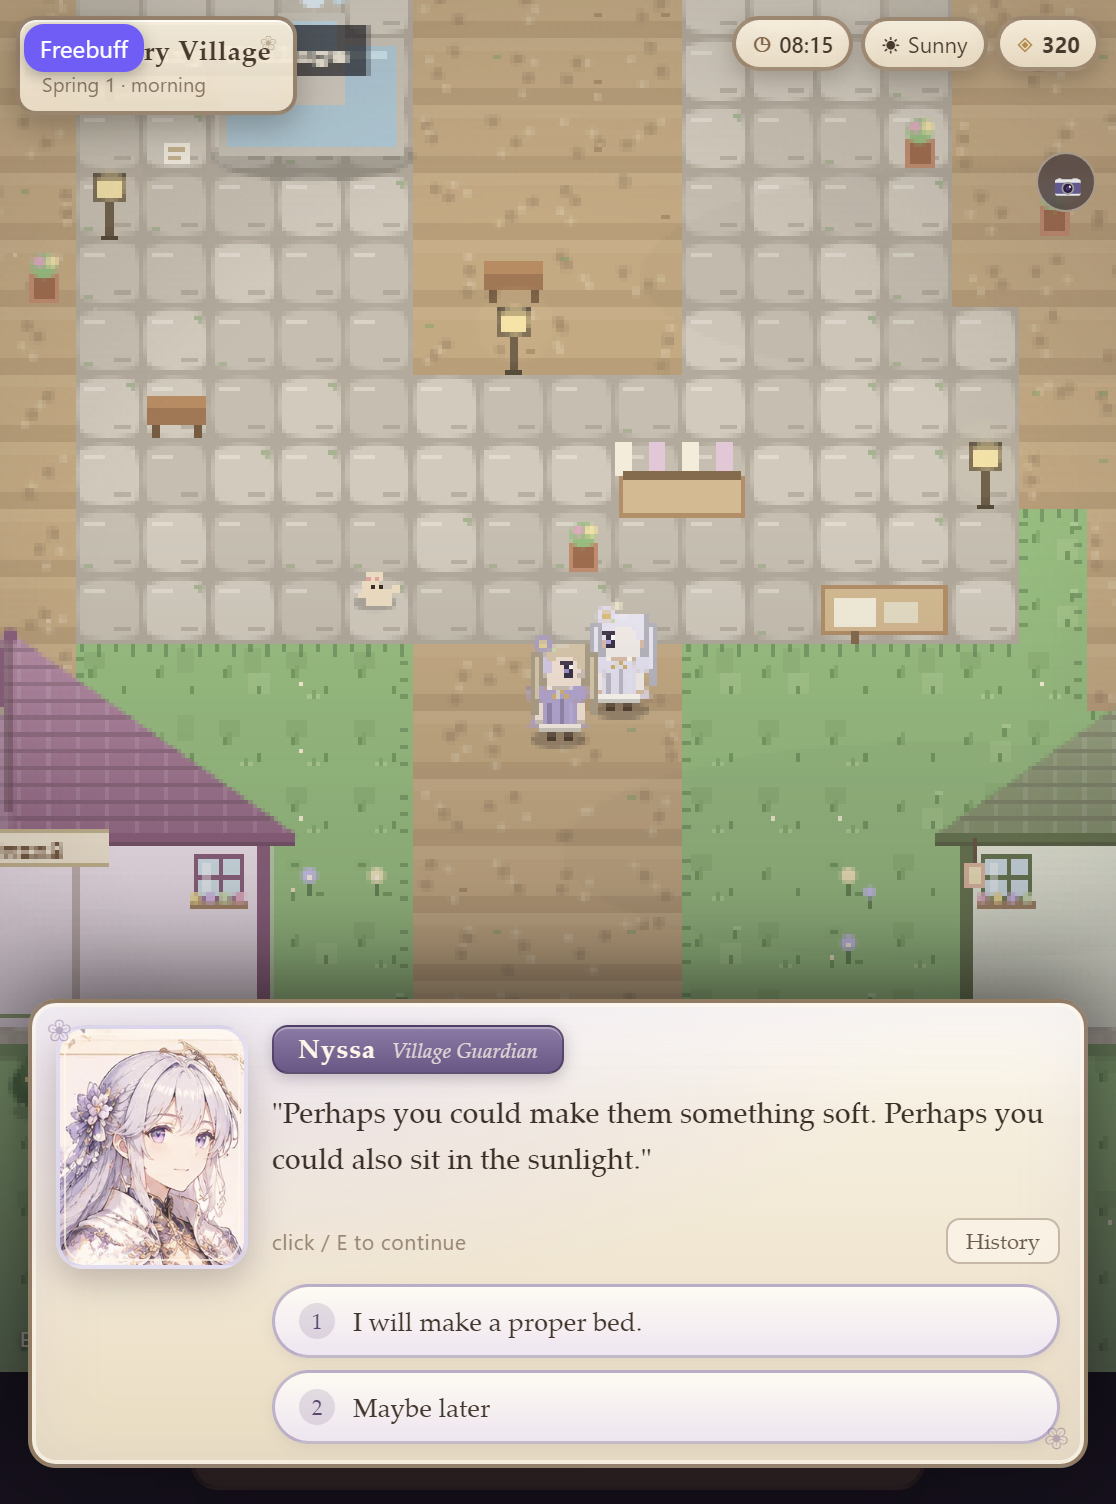 Freebuff
ry Village
Spring 1 · morning
08:15
Sunny
320
Nyssa Village Guardian
"Perhaps you could make them something soft. Perhaps you
could also sit in the sunlight."
click / E to continue
History
1 I will make a proper bed.
2 Maybe later